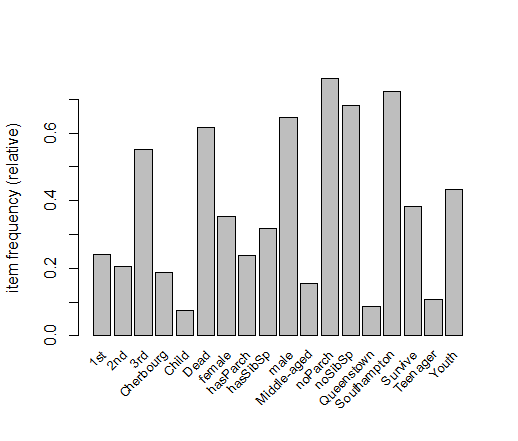 item frequency (relative)
0.6
0.4
0.2
0.0
1st
2nd
3rd
Cherbourg
Child
Dead
female
hasParch
hasSibSp
male
Middle-aged
noParch
noSibSp
Queenstown
Southampton
Survive
Teenager
Youth